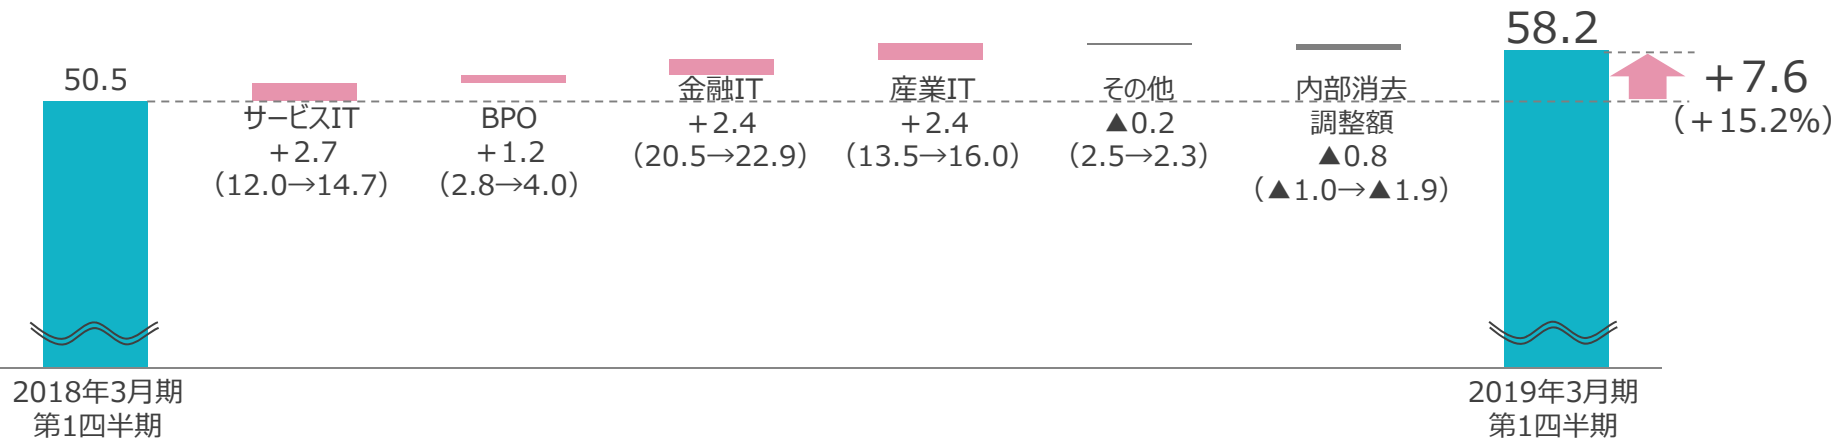 50.5
サービスIT
＋2.7
（12.0→14.7）
BPO
＋1.2
（2.8→4.0）
金融IT
＋2.4
（20.5→22.9）
産業IT
＋2.4
（13.5→16.0）
その他
▲0.2
（2.5→2.3）
内部消去
調整額
▲0.8
（▲1.0→▲1.9）
58.2
＋7.6
（＋15.2%）
2018年3月期
第1四半期
2019年3月期
第1四半期